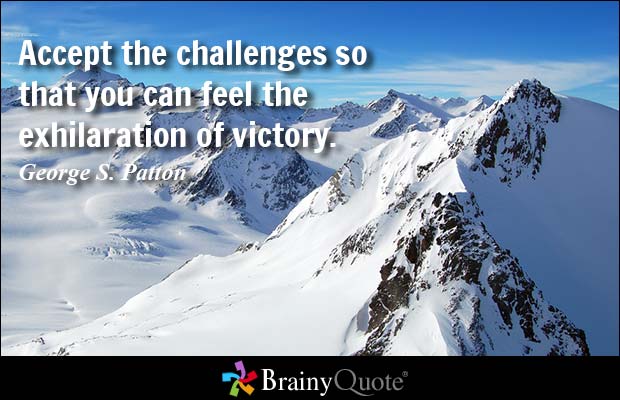 Accept the challenges so
that you can feel the
exhilaration of victory.
George S. Patton
BrainyQuote®